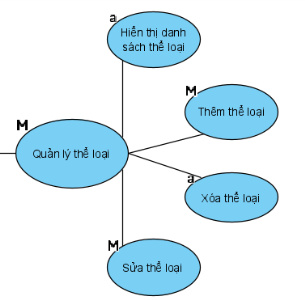 a
Hiển thị danh
sách thể loại
M
Thêm thể loại
M
Quản lý thể loại
a
Xóa thể loại
M
Sửa thể loại